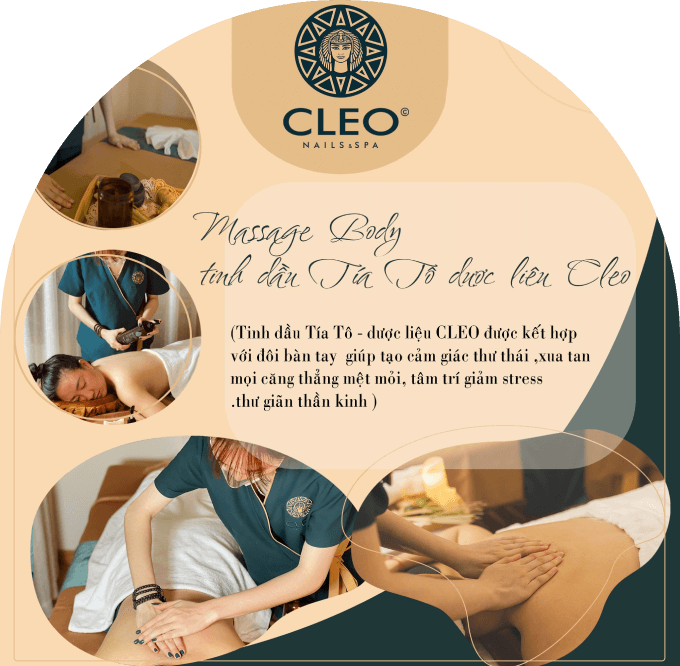 CLEO©
NAILS & SPA
Massage Body
tinh dầu Tía Tô dược liệu Cleo
(Tinh dầu Tía Tô - dược liệu CLEO được kết hợp
với đôi bàn tay giúp tạo cảm giác thư thái ,xua tan
mọi căng thẳng mệt mỏi, tâm trí giảm stress
.thư giãn thần kinh )